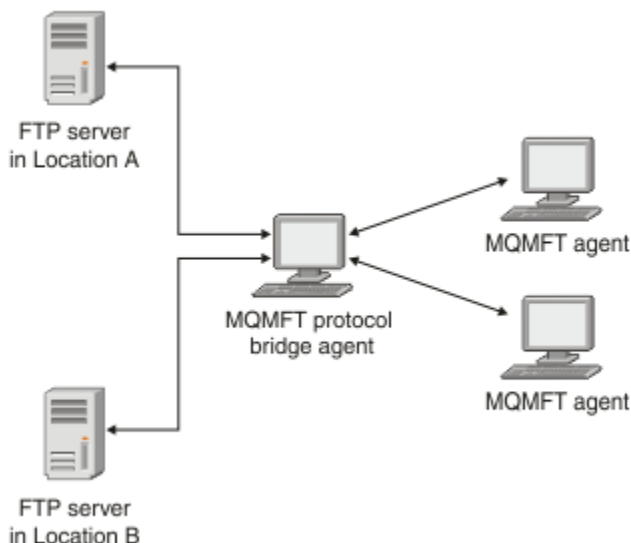 FTP server
in Location A
MQMFT agent
MQMFT protocol
bridge agent
MQMFT agent
FTP server
in Location B